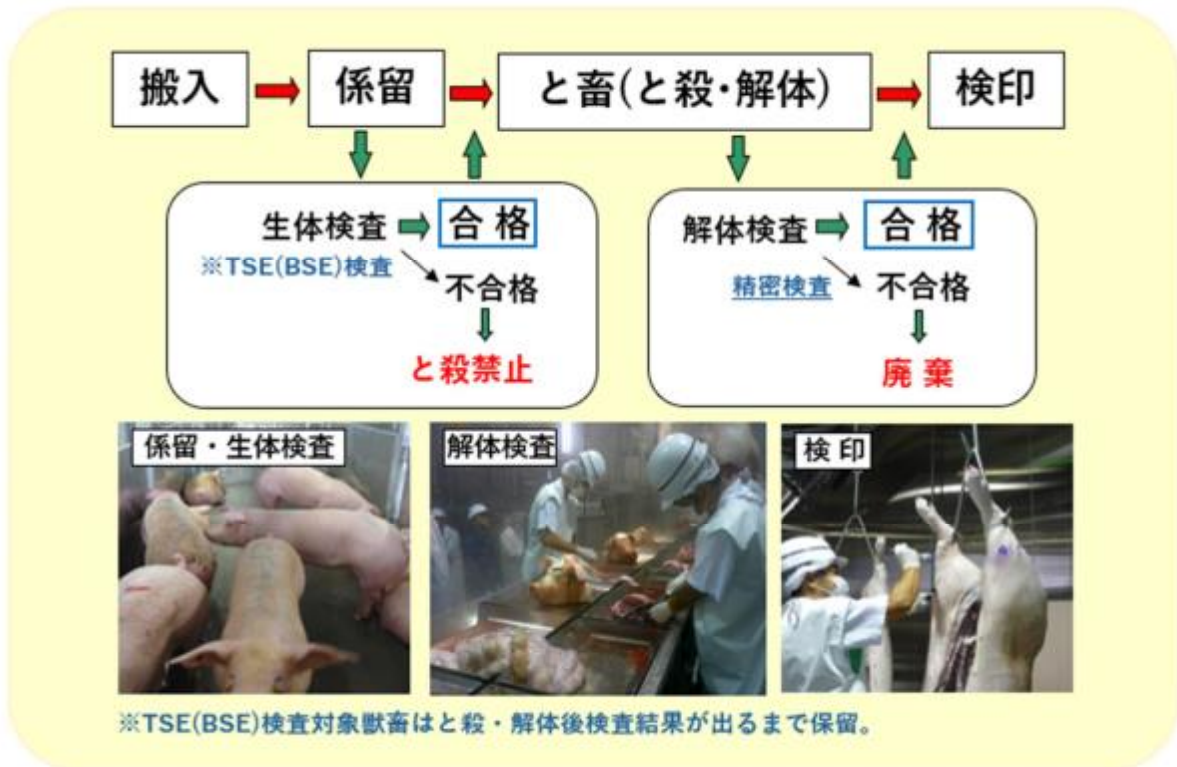 搬入
係留
と畜(と殺・解体)
検印
生体検査
合格
※TSE(BSE)検査
不合格
と殺禁止
解体検査
合格
精密検査
不合格
廃棄
係留・生体検査
解体検査
検印
※TSE(BSE)検査対象獣畜はと殺・解体後検査結果が出るまで保留。